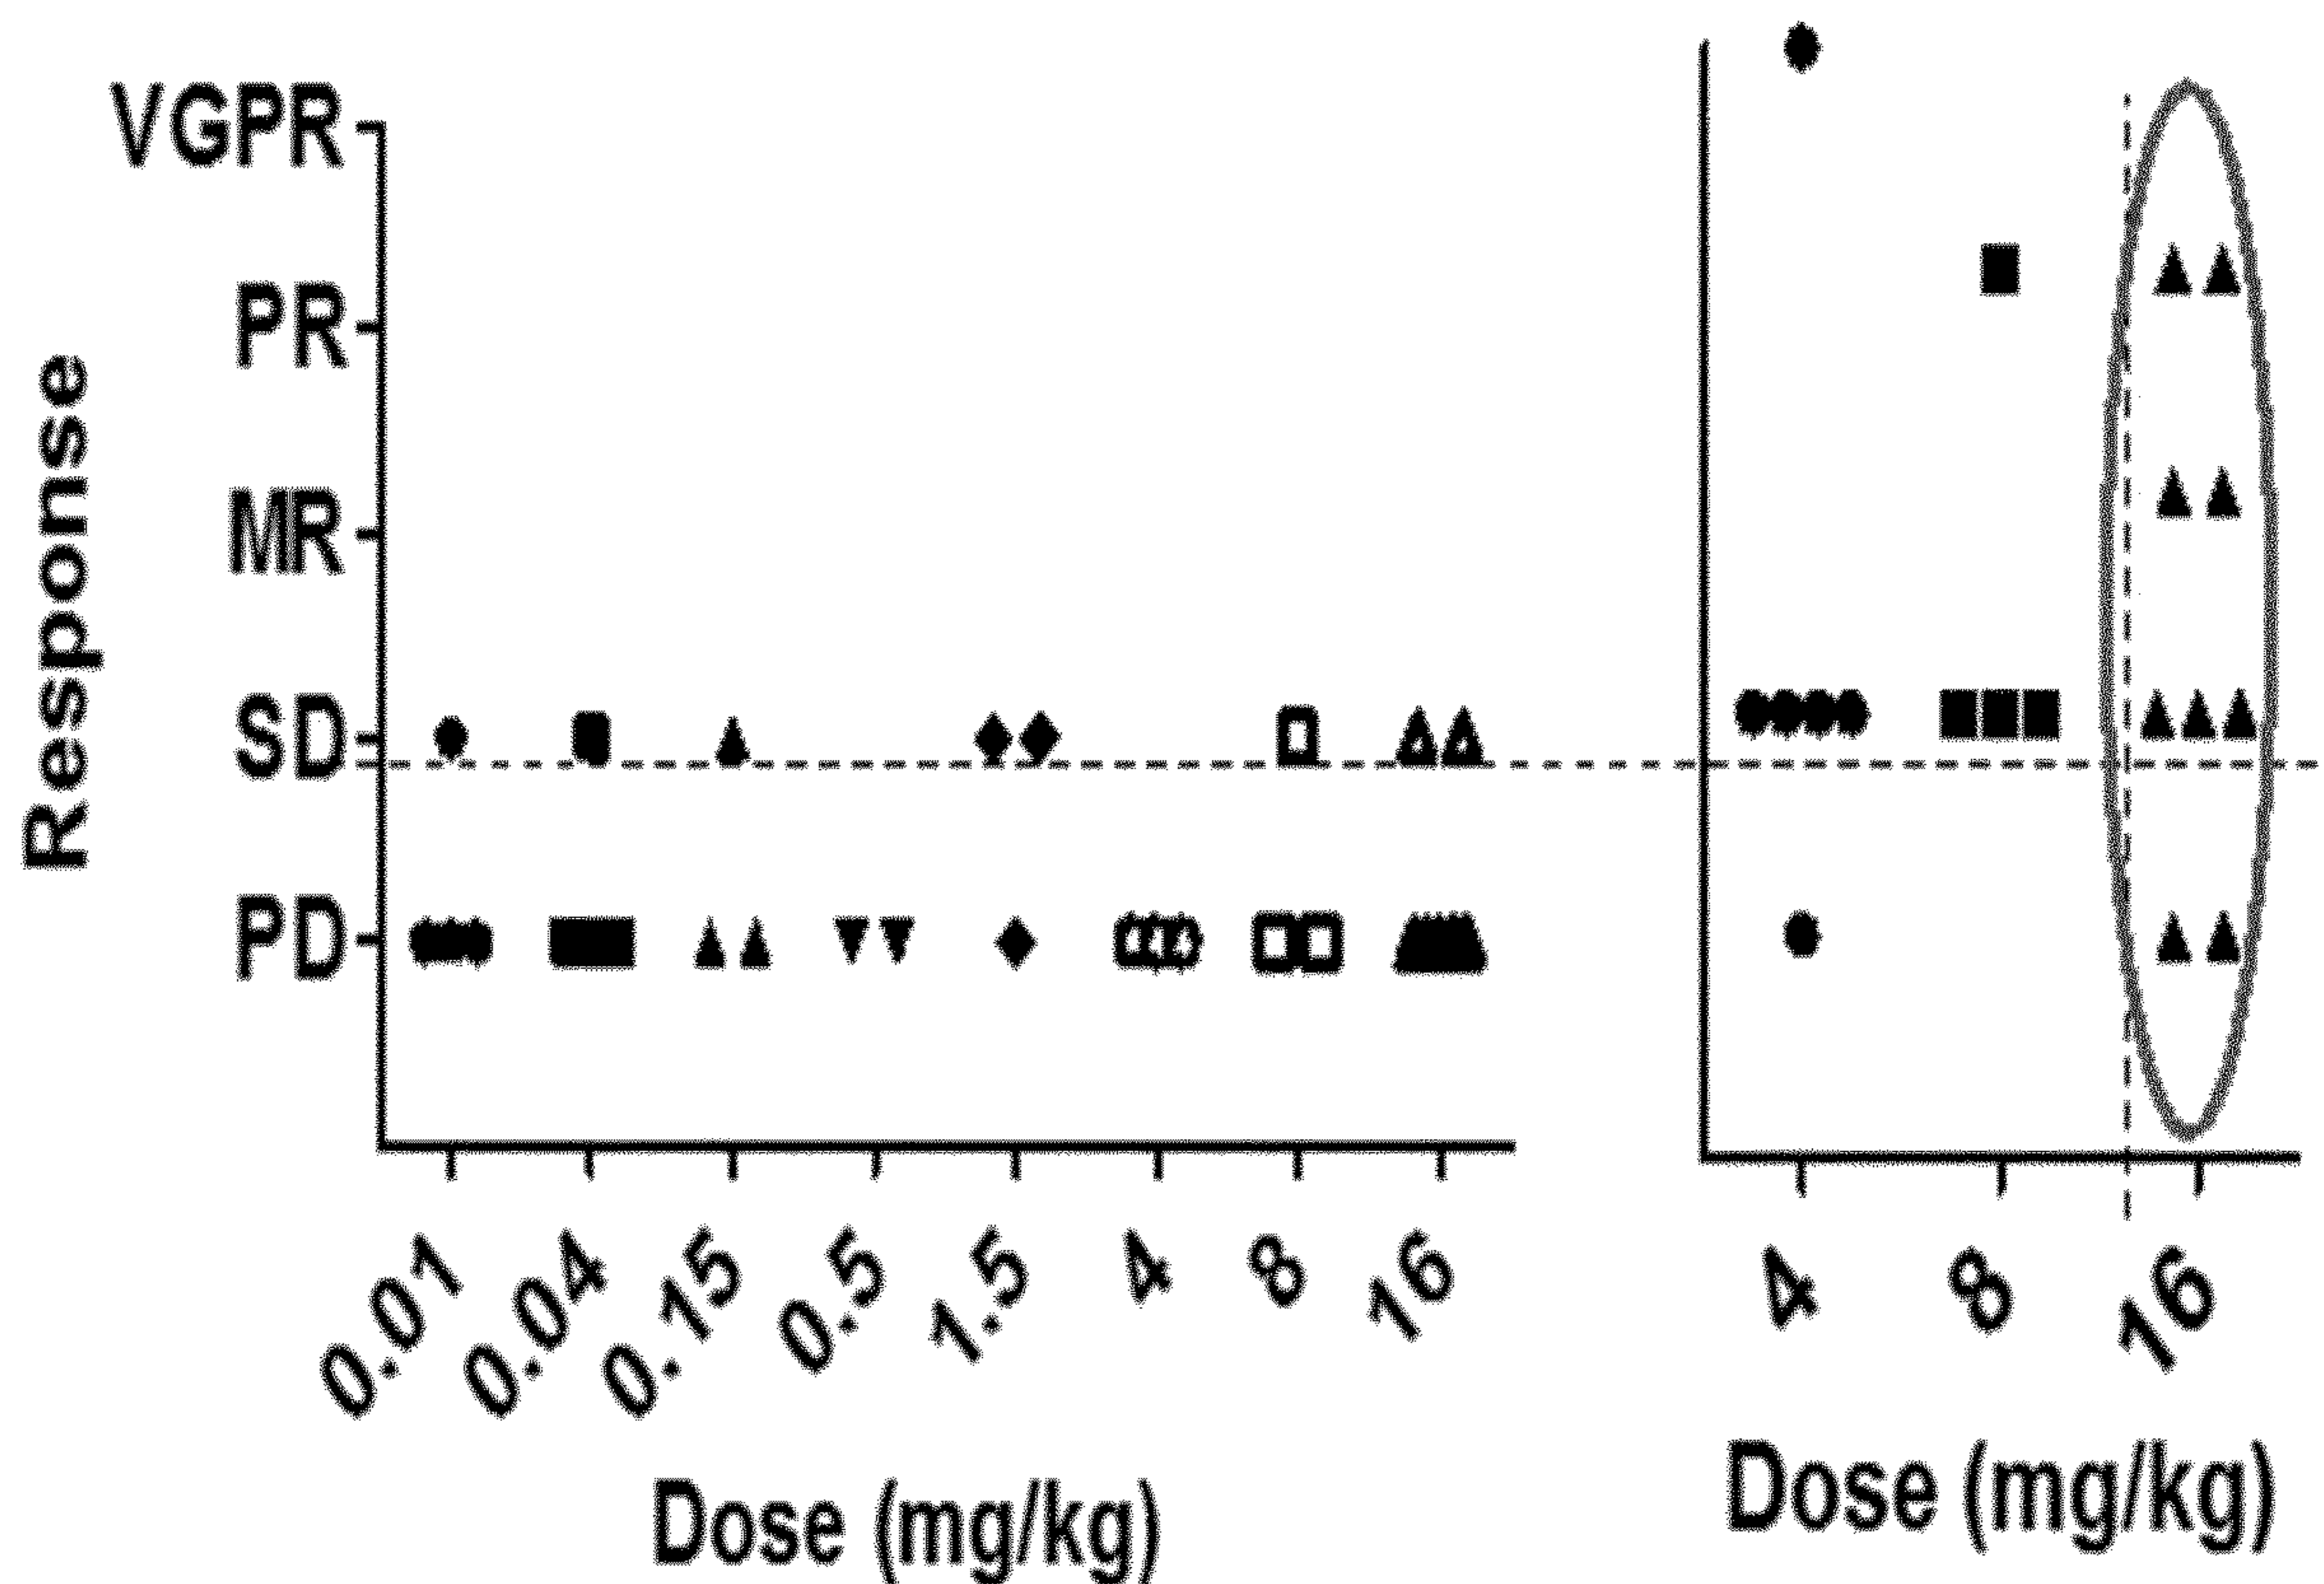 VGPR
PR
MR
SD
PD
Response
0.01 0.04 0.15 0.5 1.5 4 8 16
Dose (mg/kg)
4 8 16
Dose (mg/kg)